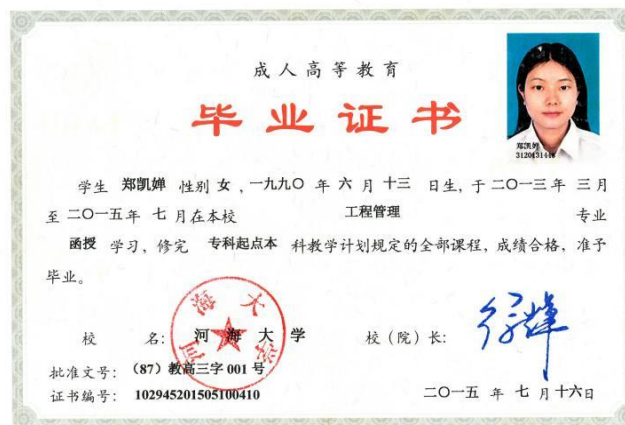 成人高等教育
毕业证书
郑凯婵
学生 郑凯婵 性别 女，一九九〇 年 六 月 十三 日生，于二〇一三年 三月
至 二〇一五年 七 月在本校 工程管理 专业
函授 学习，修完 专科起点本 科教学计划规定的全部课程，成绩合格，准予
毕业。
校 名： 河 海 大 学 校（院）长：
河海大学
批准文号：（87）教高三字 001 号
证书编号： 102945201505100410
二〇一五 年 七 月 十六日